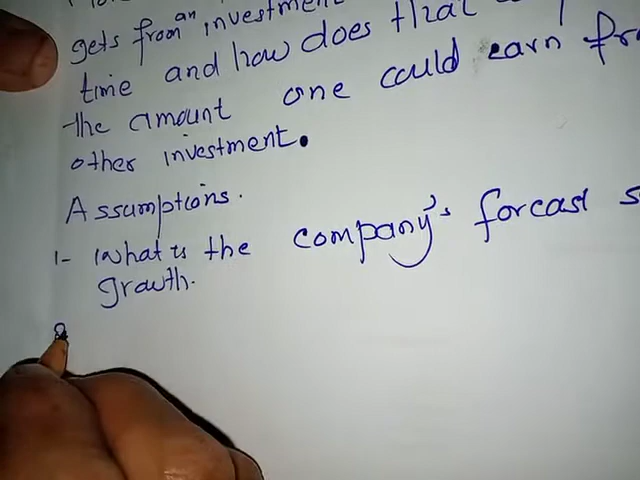 gets from an investment
time and how does that
the amount one could earn
other investment.
Assumptions.
1- What is the company's forcast
growth.